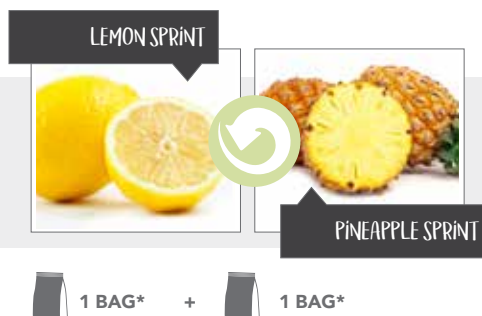 LEMON SPRINT
PINEAPPLE SPRINT
1 BAG* + 1 BAG*